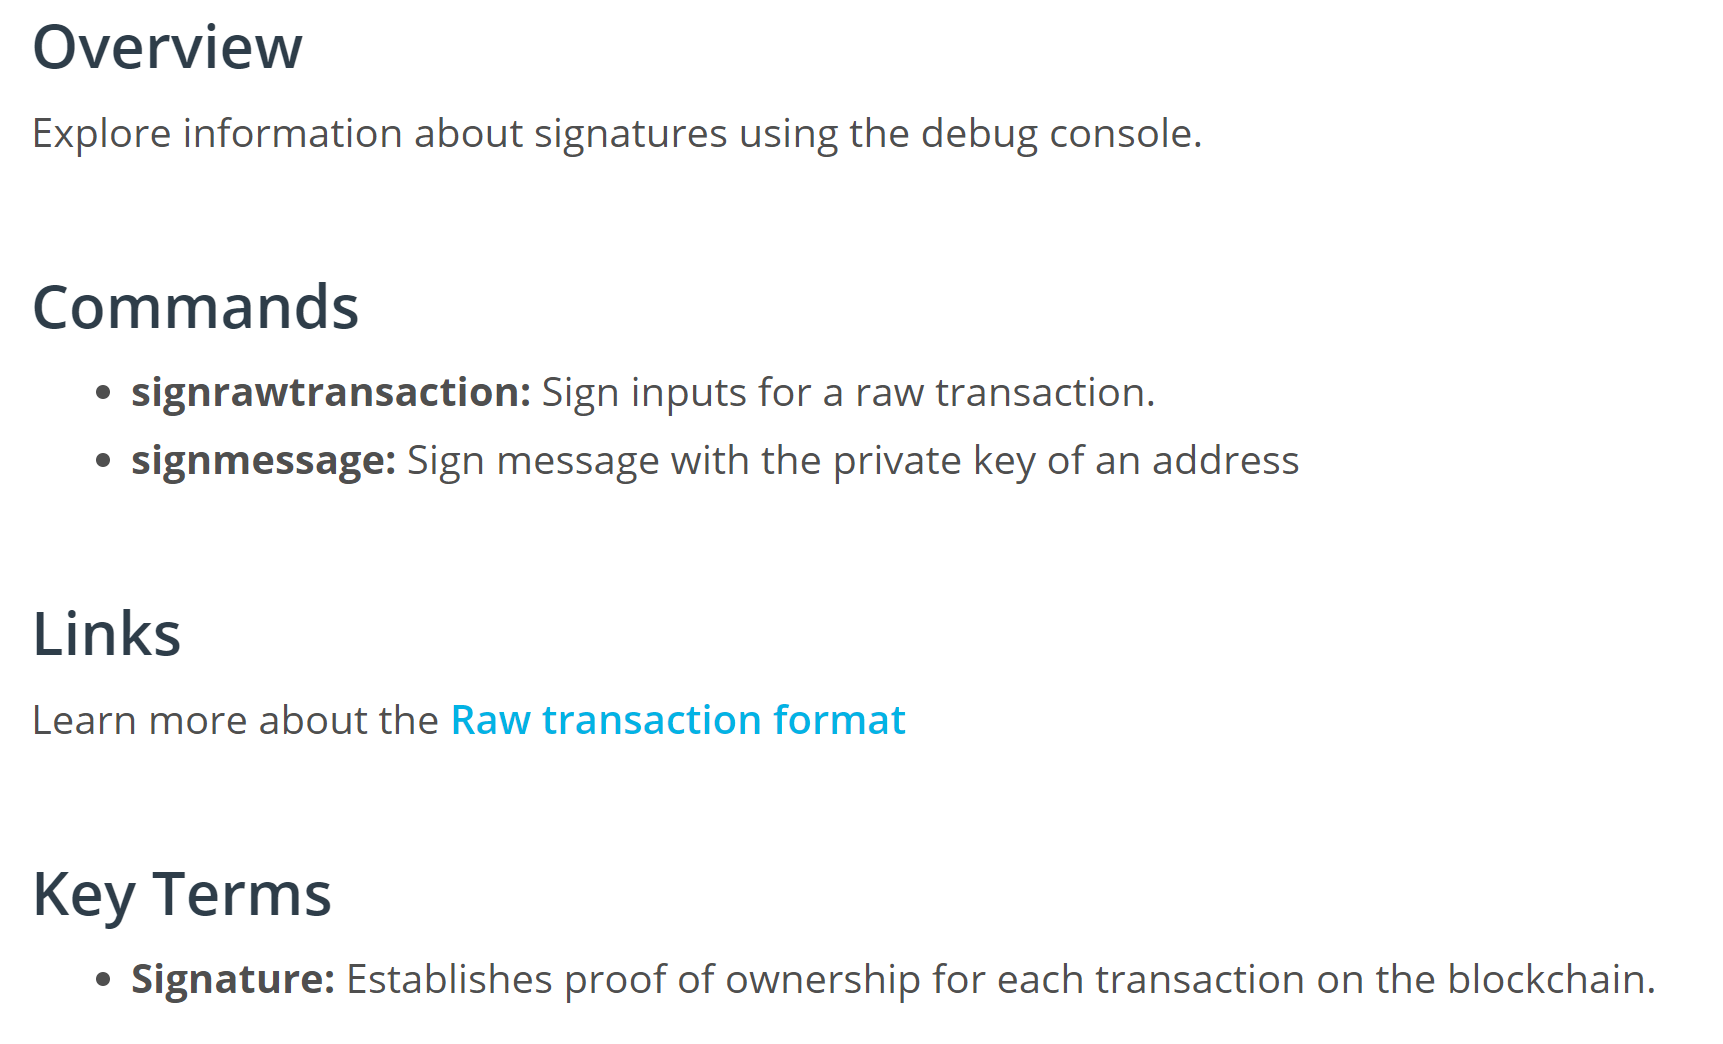 Overview
Explore information about signatures using the debug console.
Commands
• signrawtransaction: Sign inputs for a raw transaction.
• signmessage: Sign message with the private key of an address
Links
Learn more about the Raw transaction format
Key Terms
• Signature: Establishes proof of ownership for each transaction on the blockchain.